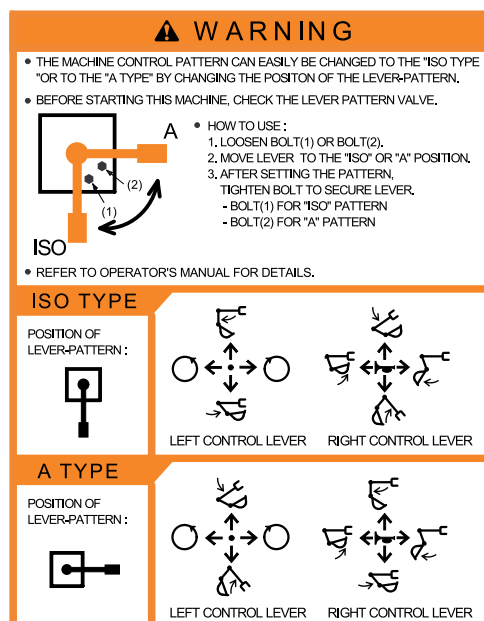 WARNING
• THE MACHINE CONTROL PATTERN CAN EASILY BE CHANGED TO THE "ISO TYPE
"OR TO THE "A TYPE" BY CHANGING THE POSITON OF THE LEVER-PATTERN.
• BEFORE STARTING THIS MACHINE, CHECK THE LEVER PATTERN VALVE.
A
(2)
(1)
ISO
• HOW TO USE :
1. LOOSEN BOLT(1) OR BOLT(2).
2. MOVE LEVER TO THE "ISO" OR "A" POSITION.
3. AFTER SETTING THE PATTERN,
TIGHTEN BOLT TO SECURE LEVER.
- BOLT(1) FOR "ISO" PATTERN
- BOLT(2) FOR "A" PATTERN
• REFER TO OPERATOR'S MANUAL FOR DETAILS.
ISO TYPE
POSITION OF
LEVER-PATTERN :
LEFT CONTROL LEVER
RIGHT CONTROL LEVER
A TYPE
POSITION OF
LEVER-PATTERN :
LEFT CONTROL LEVER
RIGHT CONTROL LEVER